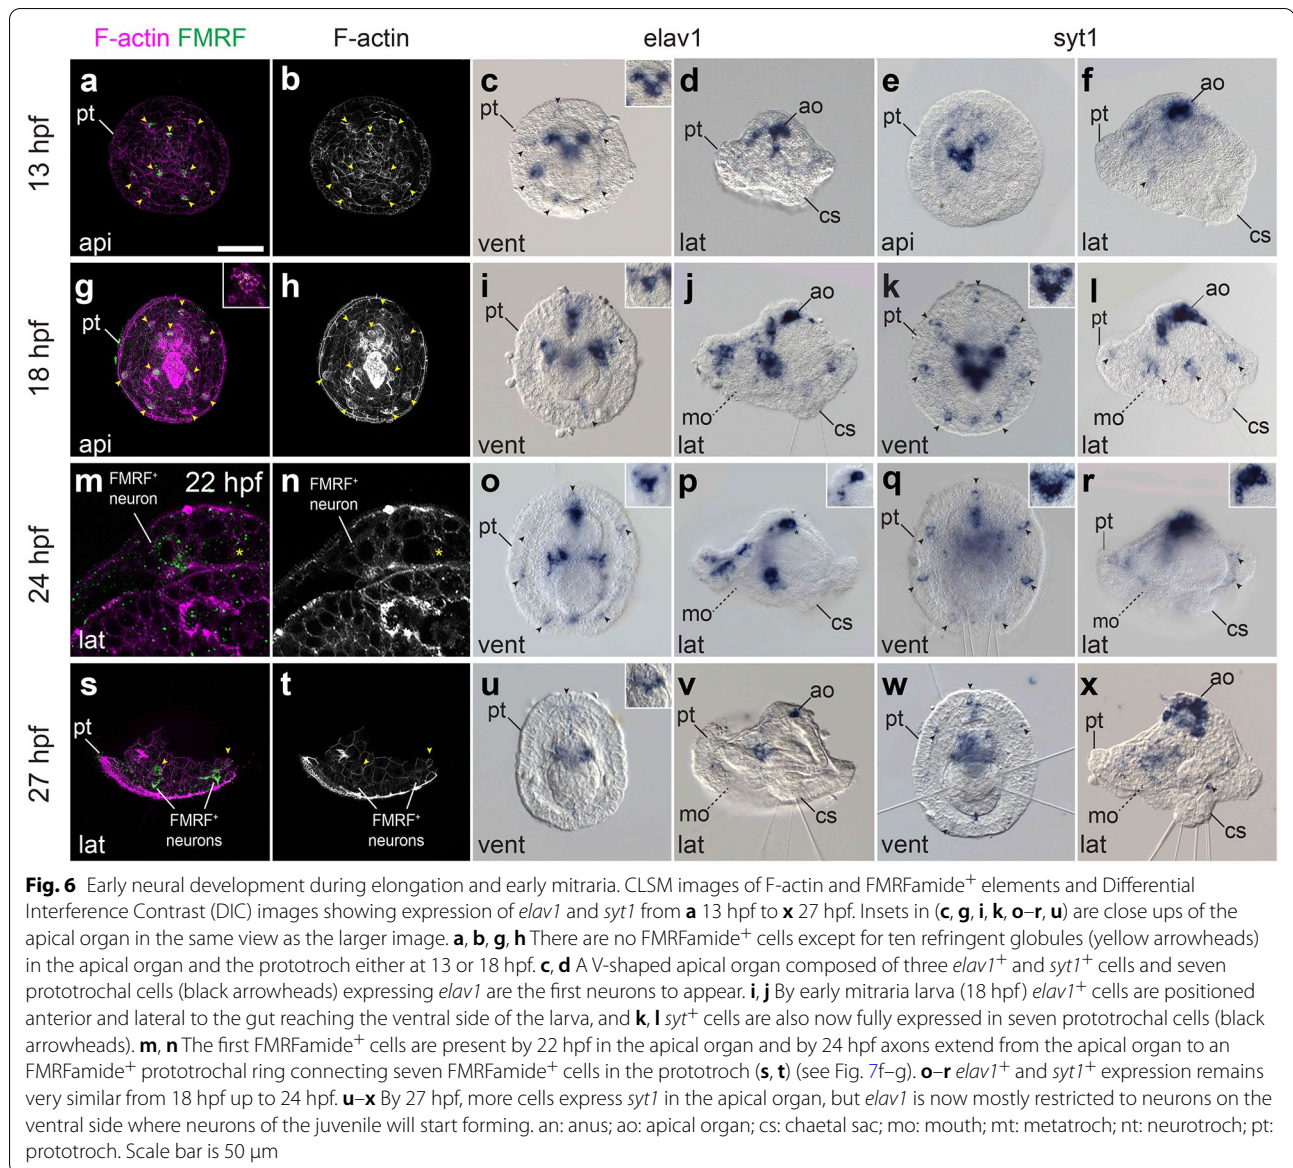 F-actin FMRF F-actin elav1 syt1
13 hpf
a pt api
b
c pt vent
d ao pt cs lat
e pt api
f ao pt cs lat
18 hpf
g pt api
h
i pt vent
j ao mo cs lat
k pt vent
l ao pt mo cs lat
24 hpf
m FMRF⁺ neuron 22 hpf * lat
n FMRF⁺ neuron *
o pt vent
p * mo cs lat
q pt vent
r pt mo cs lat
27 hpf
s pt FMRF⁺ neurons lat
t FMRF⁺ neurons
u pt vent
v ao pt mo cs lat
w pt vent
x ao pt mo cs lat
Fig. 6 Early neural development during elongation and early mitraria. CLSM images of F-actin and FMRFamide⁺ elements and Differential
Interference Contrast (DIC) images showing expression of elav1 and syt1 from a 13 hpf to x 27 hpf. Insets in (c, g, i, k, o–r, u) are close ups of the
apical organ in the same view as the larger image. a, b, g, h There are no FMRFamide⁺ cells except for ten refringent globules (yellow arrowheads)
in the apical organ and the prototroch either at 13 or 18 hpf. c, d A V-shaped apical organ composed of three elav1⁺ and syt1⁺ cells and seven
prototrochal cells (black arrowheads) expressing elav1 are the first neurons to appear. i, j By early mitraria larva (18 hpf) elav1⁺ cells are positioned
anterior and lateral to the gut reaching the ventral side of the larva, and k, l syt⁺ cells are also now fully expressed in seven prototrochal cells (black
arrowheads). m, n The first FMRFamide⁺ cells are present by 22 hpf in the apical organ and by 24 hpf axons extend from the apical organ to an
FMRFamide⁺ prototrochal ring connecting seven FMRFamide⁺ cells in the prototroch (s, t) (see Fig. 7f–g). o–r elav1⁺ and syt1⁺ expression remains
very similar from 18 hpf up to 24 hpf. u–x By 27 hpf, more cells express syt1 in the apical organ, but elav1 is now mostly restricted to neurons on the
ventral side where neurons of the juvenile will start forming. an: anus; ao: apical organ; cs: chaetal sac; mo: mouth; mt: metatroch; nt: neurotroch; pt:
prototroch. Scale bar is 50 μm